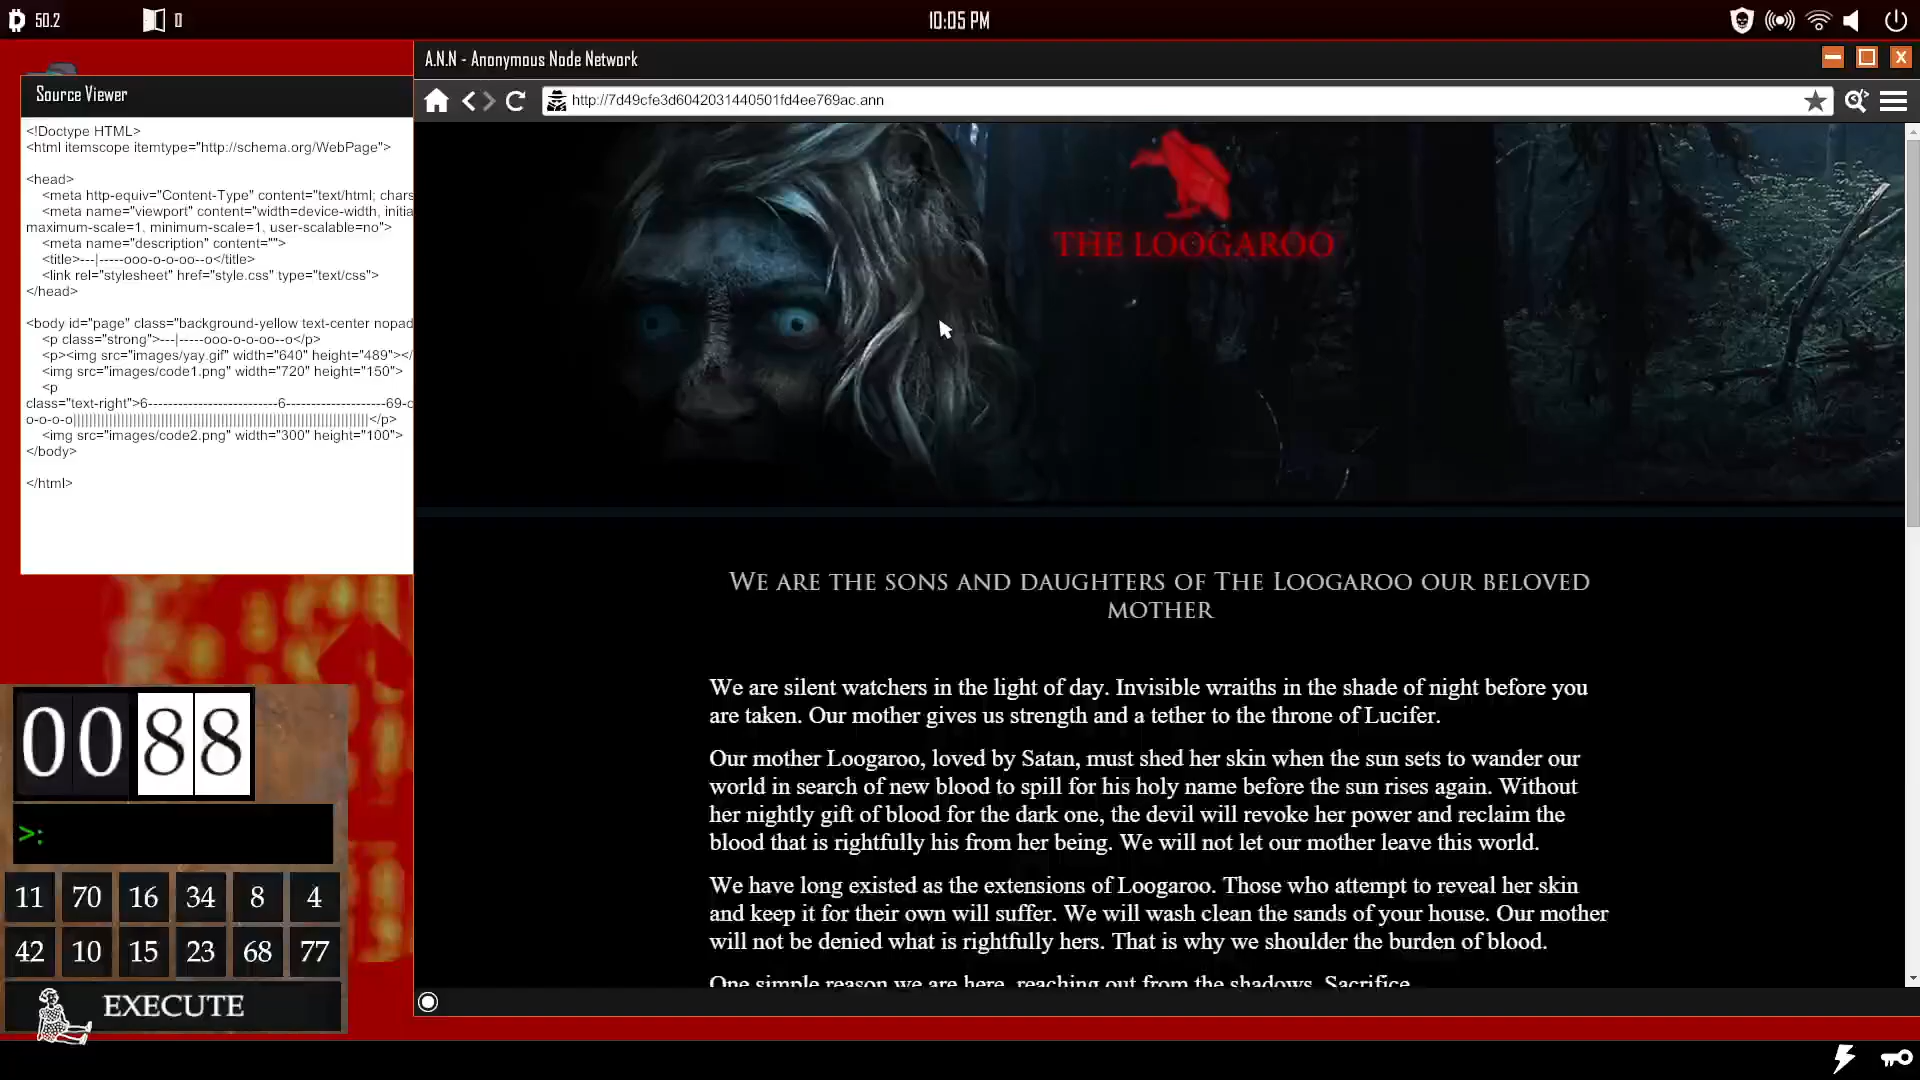 50.2
0
10:05 PM
Source Viewer
<!Doctype HTML>
<html itemscope itemtype="http://schema.org/WebPage">
<head>
<meta http-equiv="Content-Type" content="text/html; chars
<meta name="viewport" content="width=device-width, initia
maximum-scale=1, minimum-scale=1, user-scalable=no">
<meta name="description" content="">
<title>---|-----ooo-o-o-oo--o</title>
<link rel="stylesheet" href="style.css" type="text/css">
</head>
<body id="page" class="background-yellow text-center nopad
<p class="strong">---|-----ooo-o-o-oo--o</p>
<p><img src="images/yay.gif" width="640" height="489"></
<img src="images/code1.png" width="720" height="150">
<p
</p>
<img src="images/code2.png" width="300" height="100">
</body>
</html>
A.N.N - Anonymous Node Network
http://7d49cfe3d6042031440501fd4ee769ac.ann
THE LOOGAROO
WE ARE THE SONS AND DAUGHTERS OF THE LOOGAROO OUR BELOVED
MOTHER
We are silent watchers in the light of day. Invisible wraiths in the shade of night before you
are taken. Our mother gives us strength and a tether to the throne of Lucifer.
Our mother Loogaroo, loved by Satan, must shed her skin when the sun sets to wander our
world in search of new blood to spill for his holy name before the sun rises again. Without
her nightly gift of blood for the dark one, the devil will revoke her power and reclaim the
blood that is rightfully his from her being. We will not let our mother leave this world.
We have long existed as the extensions of Loogaroo. Those who attempt to reveal her skin
and keep it for their own will suffer. We will wash clean the sands of your house. Our mother
will not be denied what is rightfully hers. That is why we shoulder the burden of blood.
One simple reason we are here, reaching out from the shadows. Sacrifice
0088
>:
11 70 16 34 8 4
42 10 15 23 68 77
EXECUTE